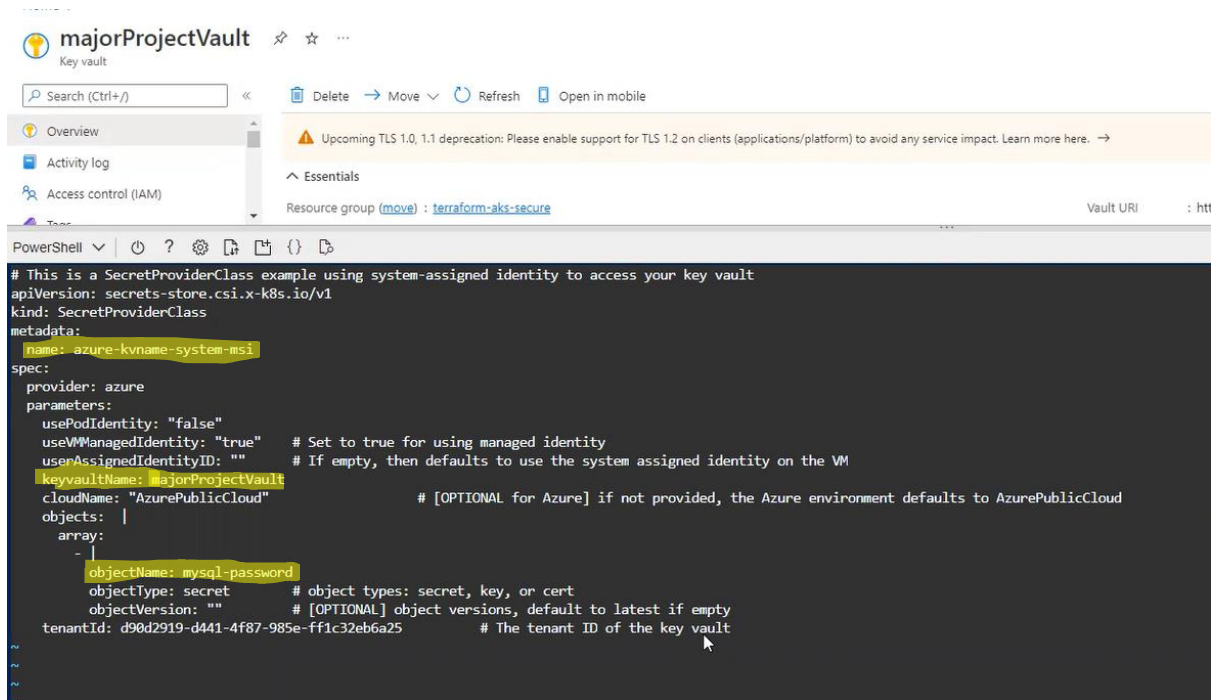 majorProjectVault
Key vault
Search (Ctrl+/)
Delete Move Refresh Open in mobile
Overview
Activity log
Access control (IAM)
Upcoming TLS 1.0, 1.1 deprecation: Please enable support for TLS 1.2 on clients (applications/platform) to avoid any service impact. Learn more here. →
Essentials
Resource group (move) : terraform-aks-secure Vault URI : htt
PowerShell
# This is a SecretProviderClass example using system-assigned identity to access your key vault
apiVersion: secrets-store.csi.x-k8s.io/v1
kind: SecretProviderClass
metadata:
  name: azure-kvname-system-msi
spec:
  provider: azure
  parameters:
    usePodIdentity: "false"
    useVMManagedIdentity: "true"    # Set to true for using managed identity
    userAssignedIdentityID: ""      # If empty, then defaults to use the system assigned identity on the VM
    keyvaultName: majorProjectVault
    cloudName: "AzurePublicCloud"                   # [OPTIONAL for Azure] if not provided, the Azure environment defaults to AzurePublicCloud
    objects:  |
      array:
        - |
          objectName: mysql-password
          objectType: secret        # object types: secret, key, or cert
          objectVersion: ""         # [OPTIONAL] object versions, default to latest if empty
    tenantId: d90d2919-d441-4f87-985e-ff1c32eb6a25          # The tenant ID of the key vault
~
~
~